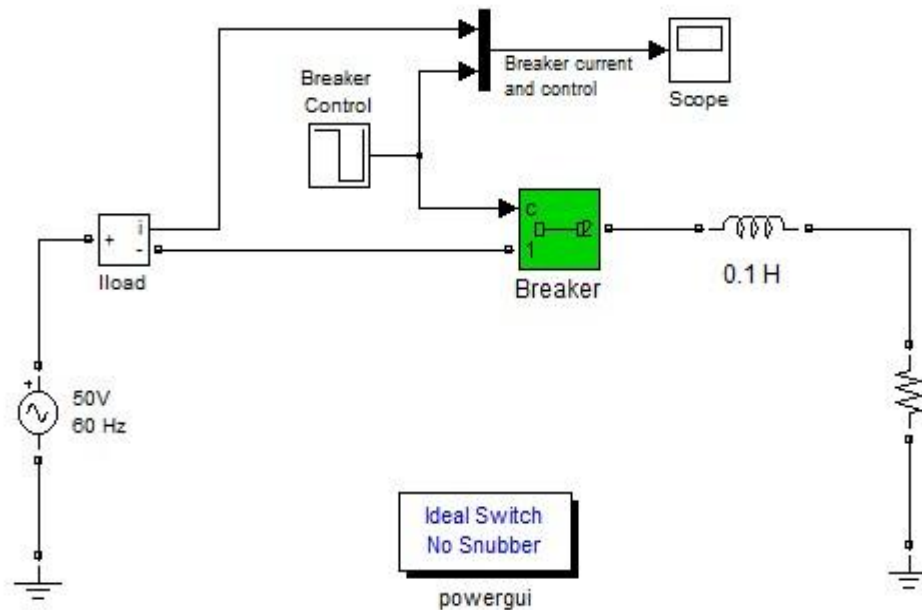 Breaker
Control
Breaker current
and control
Scope
+
i
-
Iload
c
1
2
Breaker
0.1 H
+
50V
60 Hz
Ideal Switch
No Snubber
powergui